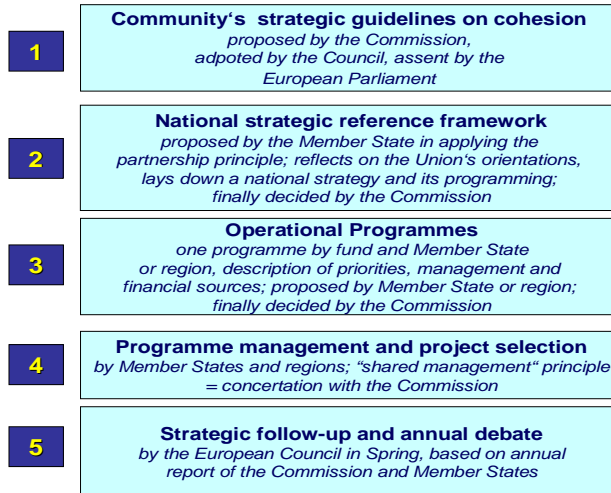 1
Community‘s strategic guidelines on cohesion
proposed by the Commission,
adpoted by the Council, assent by the
European Parliament
2
National strategic reference framework
proposed by the Member State in applying the
partnership principle; reflects on the Union‘s orientations,
lays down a national strategy and its programming;
finally decided by the Commission
3
Operational Programmes
one programme by fund and Member State
or region, description of priorities, management and
financial sources; proposed by Member State or region;
finally decided by the Commission
4
Programme management and project selection
by Member States and regions; “shared management“ principle
= concertation with the Commission
5
Strategic follow-up and annual debate
by the European Council in Spring, based on annual
report of the Commission and Member States